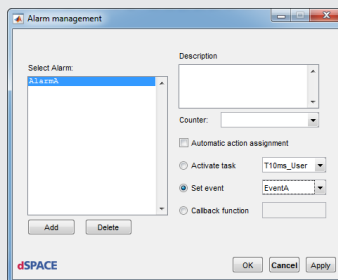 Alarm management
Description
Select Alarm:
AlarmA
Counter:
Automatic action assignment
Activate task
T10ms_User
Set event
EventA
Callback function
Add
Delete
dSPACE
OK
Cancel
Apply